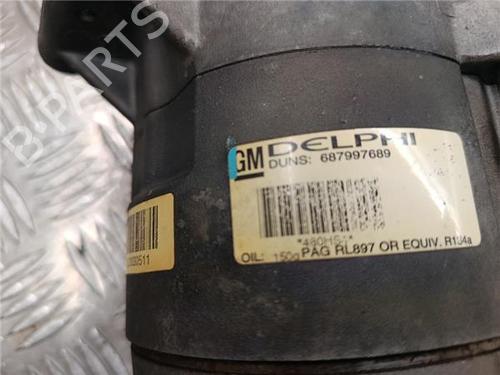 B-PARTS
GM DELPHI
DUNS: 687997689
OIL: 150g PAG RL897 OR EQUIV. R134a